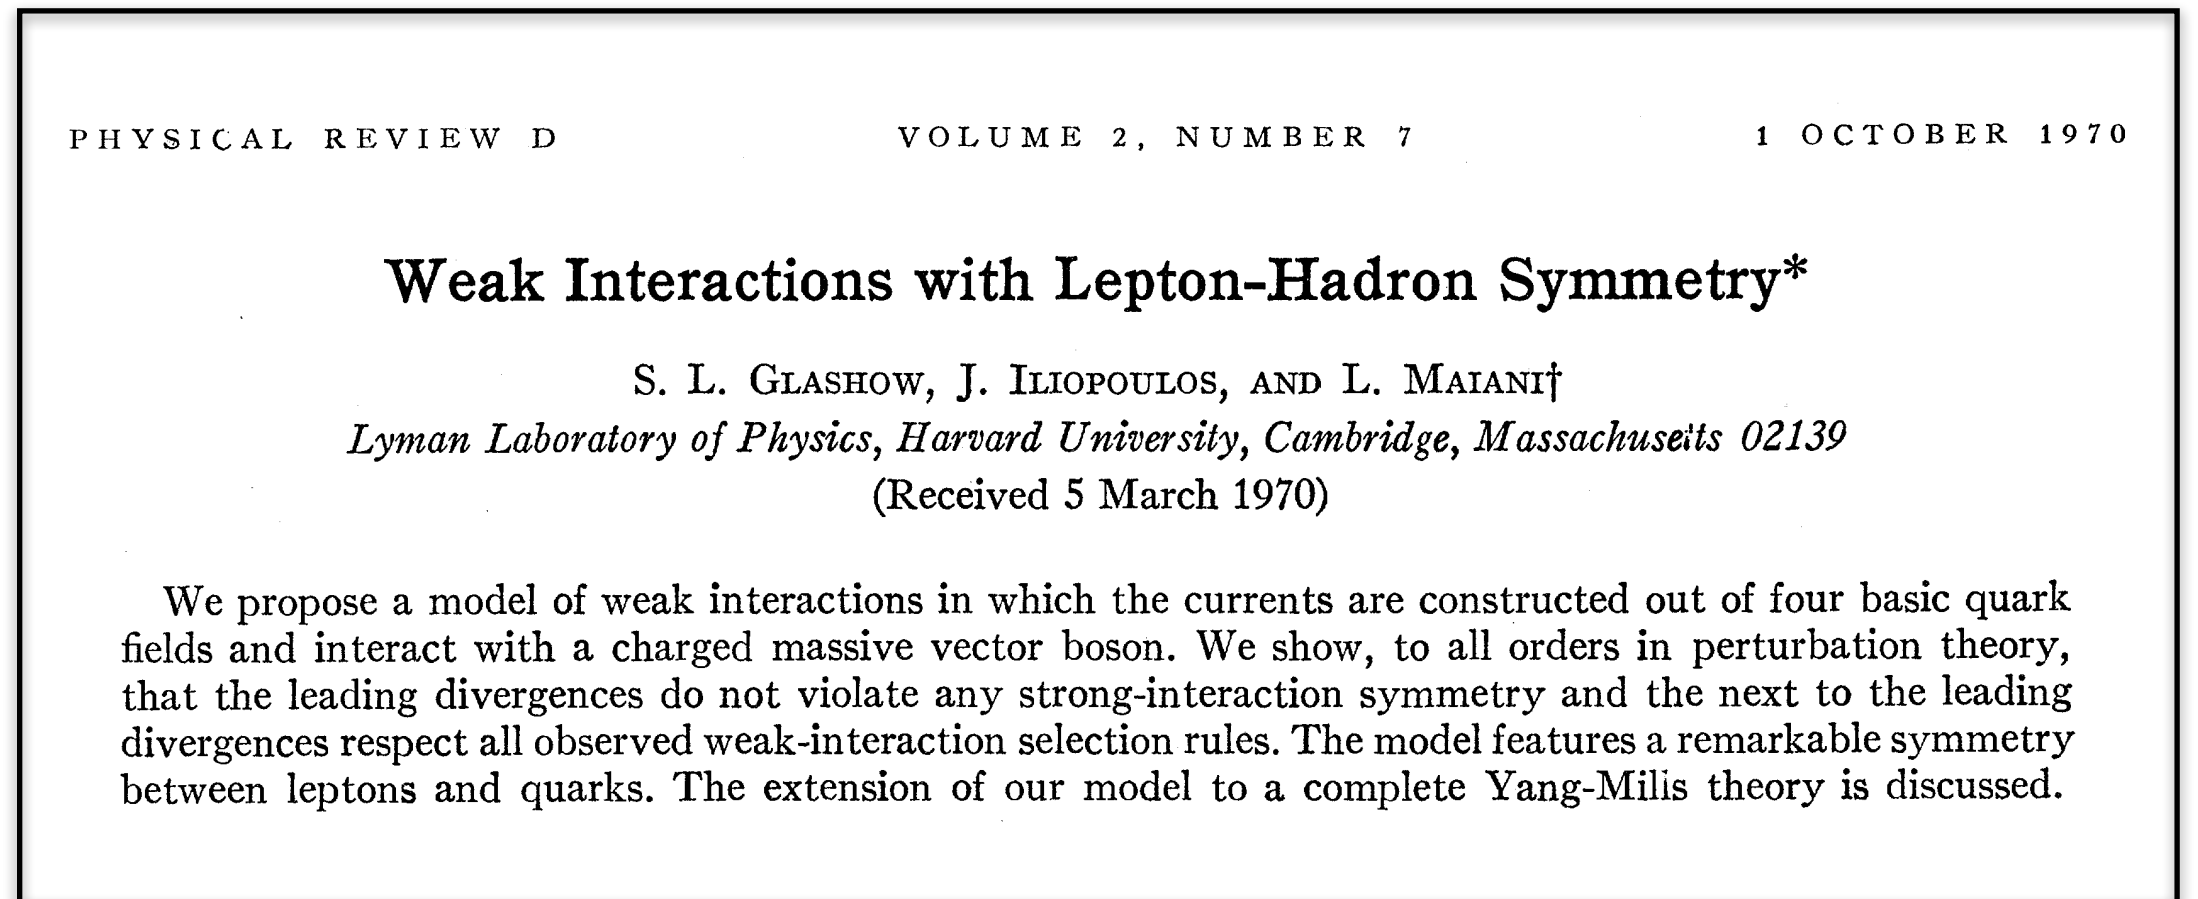 PHYSICAL REVIEW D VOLUME 2, NUMBER 7 1 OCTOBER 1970
Weak Interactions with Lepton-Hadron Symmetry*
S. L. GLASHOW, J. ILIOPOULOS, AND L. MAIANI†
Lyman Laboratory of Physics, Harvard University, Cambridge, Massachusetts 02139
(Received 5 March 1970)
We propose a model of weak interactions in which the currents are constructed out of four basic quark
fields and interact with a charged massive vector boson. We show, to all orders in perturbation theory,
that the leading divergences do not violate any strong-interaction symmetry and the next to the leading
divergences respect all observed weak-interaction selection rules. The model features a remarkable symmetry
between leptons and quarks. The extension of our model to a complete Yang-Mills theory is discussed.